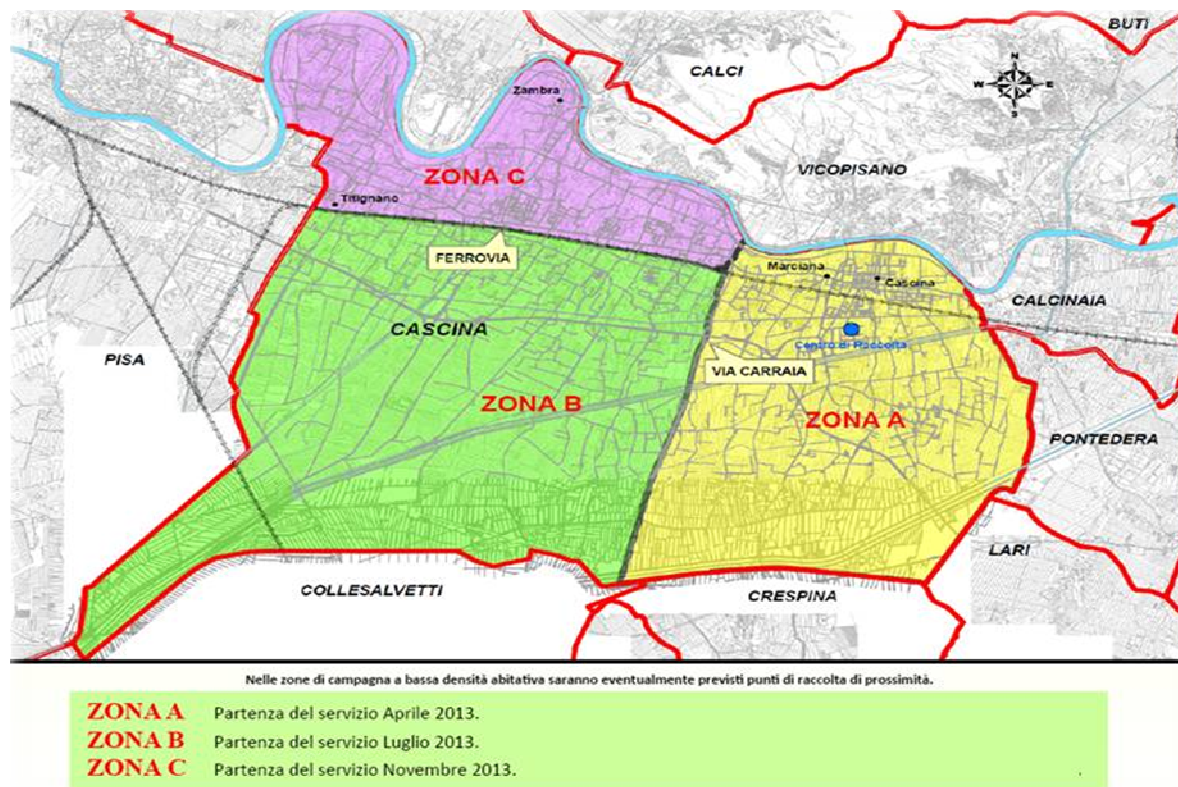 BUTI
N
CALCI
W E
S
Zambra
VICOPISANO
ZONA C
Titignano
FERROVIA
Marciana
Cascina
CALCINAIA
CASCINA
Centro di Raccolta
PISA
VIA CARRAIA
ZONA B
ZONA A
PONTEDERA
LARI
COLLESALVETTI
CRESPINA
Nelle zone di campagna a bassa densità abitativa saranno eventualmente previsti punti di raccolta di prossimità.
ZONA A Partenza del servizio Aprile 2013.
ZONA B Partenza del servizio Luglio 2013.
ZONA C Partenza del servizio Novembre 2013.